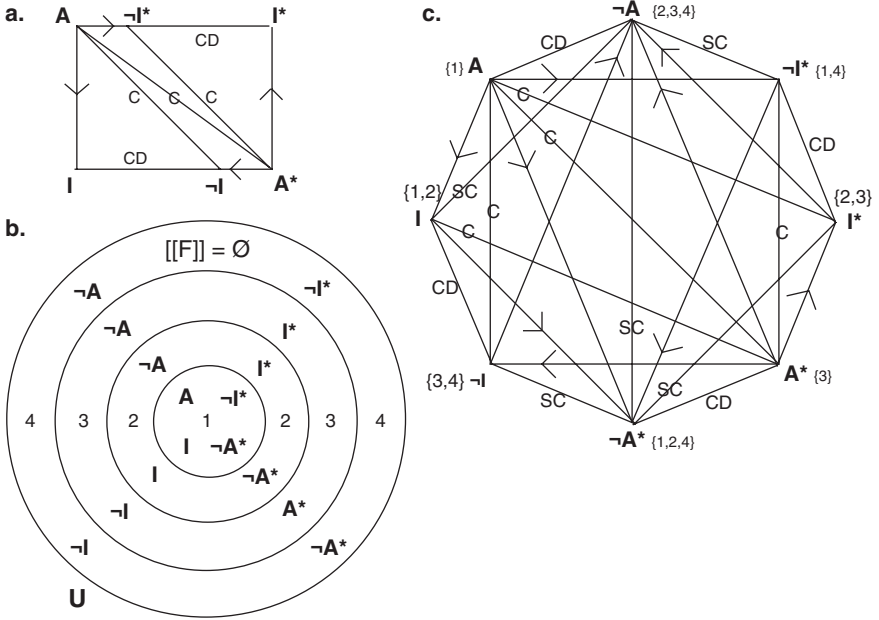 a.
A ¬I* I*
CD
C C C
CD
I ¬I A*
b.
[[F]] = Ø
¬A ¬I*
¬A I*
¬A I*
A ¬I*
4 3 2 1 2 3 4
I ¬A*
I ¬A*
¬I A*
¬I ¬A*
U
c.
¬A {2,3,4}
CD SC
{1} A ¬I* {1,4}
C
C CD
{1,2} SC {2,3}
I C I*
C C
CD
SC
{3,4} ¬I A* {3}
SC SC CD
¬A* {1,2,4}